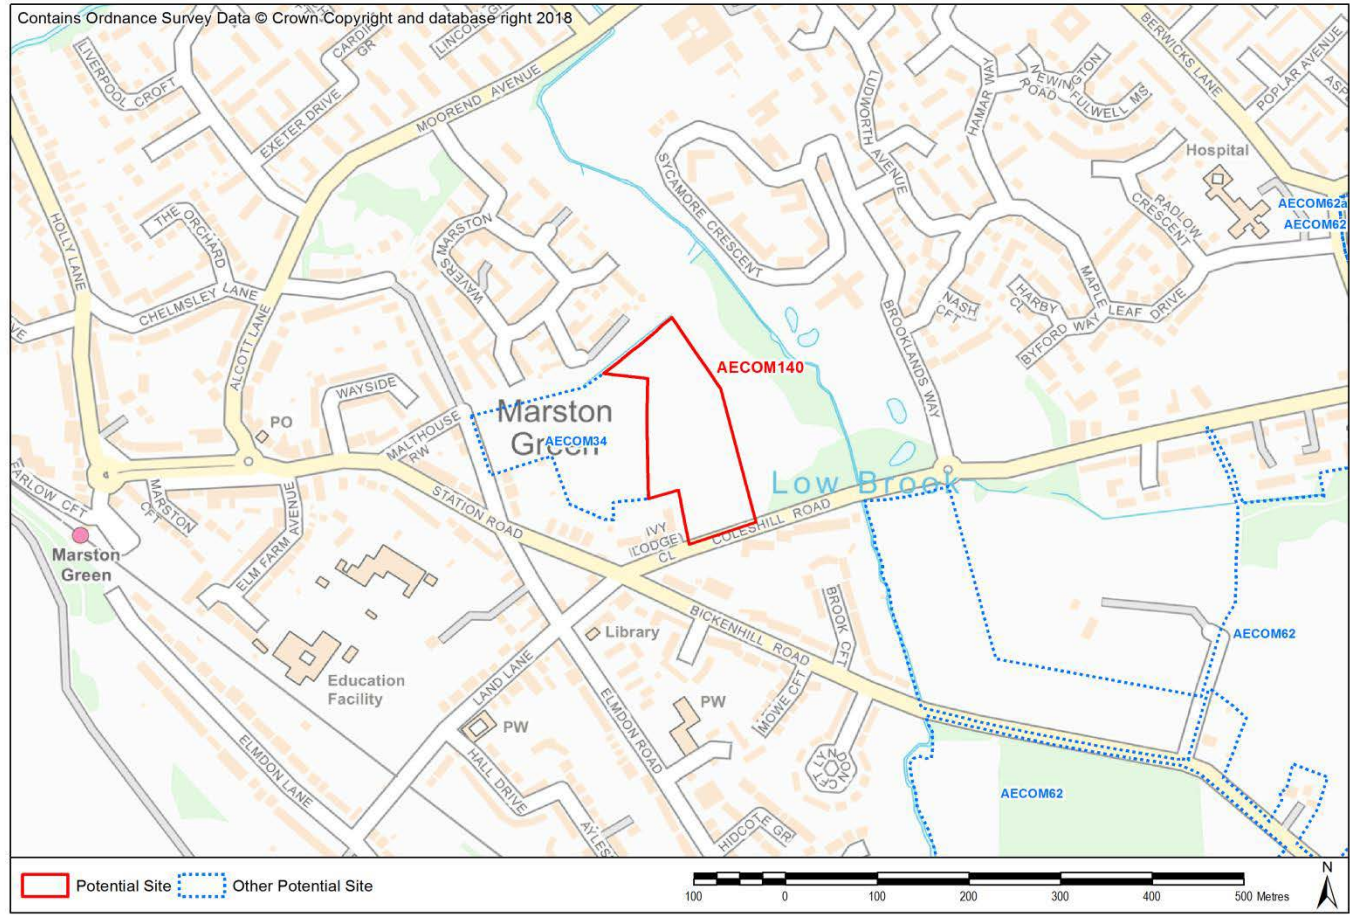 Contains Ordnance Survey Data © Crown Copyright and database right 2018
LIVERPOOL CROFT
CARDIF
GR
LINCOL
EXETER DRIVE
MOOREND AVENUE
LUDWORTH AVENUE
HAMAR WAY
NEWINGTON
ROAD
FULWELL MS
BERWICKS LANE
POPLAR AVENUE
ASP
Hospital
AECOM62a
AECOM62
SYCAMORE CRESCENT
RADLOW
CRESCENT
HOLLY LANE
THE ORCHARD
WAVERS MARSTON
CHELMSLEY LANE
ALCOTT LANE
MAPLE LEAF DRIVE
HARBY
CL
BYFORD WAY
NASH
CFT
BROOKLANDS WAY
VE
AECOM140
WAYSIDE
PO
MALTHOUSE
RW
Marston
Green
AECOM34
Low Brook
FARLOW CFT
MARSTON
CFT
ELM FARM AVENUE
STATION ROAD
IVY
LODGE
CL
COLESHILL ROAD
Marston
Green
BICKENHILL ROAD
BROOK CFT
Library
AECOM62
Education
Facility
LAND LANE
ELMDON ROAD
MOWE CFT
PW
PW
LYNDON
CFT
ELMDON LANE
HALL DRIVE
AYLES
HIDCOTE GR
AECOM62
Potential Site
Other Potential Site
100 0 100 200 300 400 500 Metres
N